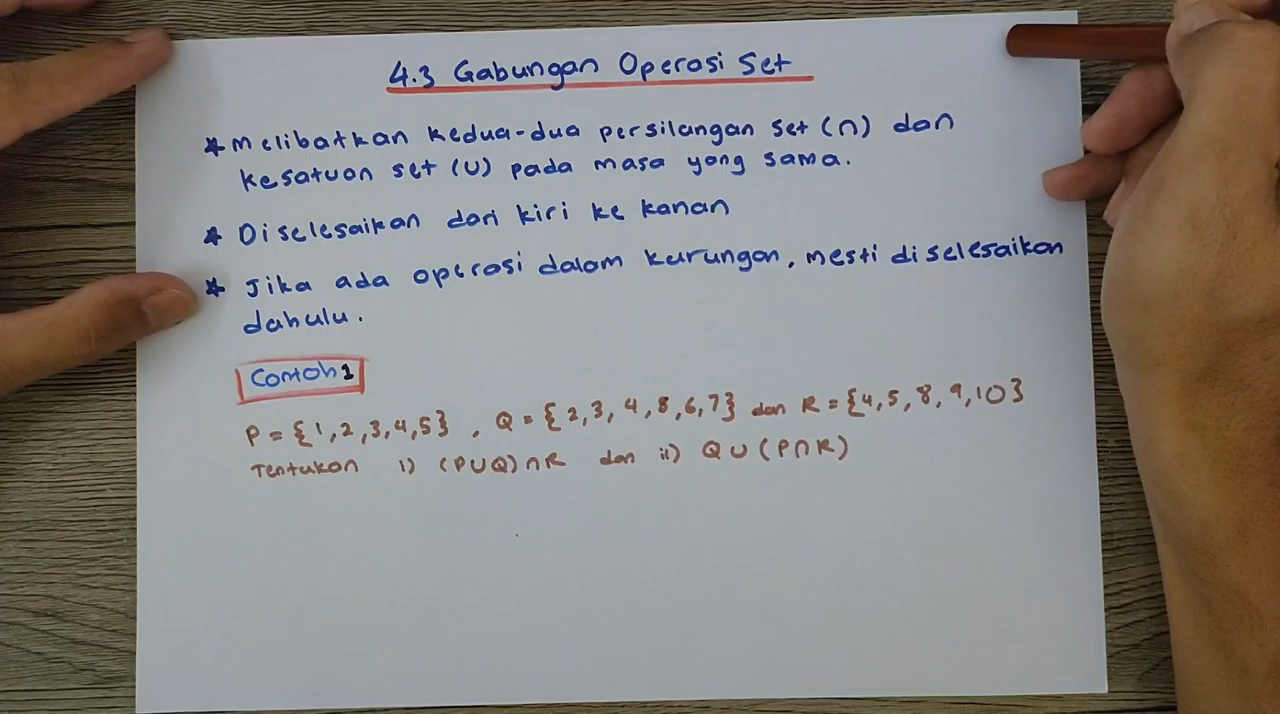 4.3 Gabungan Operasi Set
* Melibatkan kedua-dua persilangan set (∩) dan
kesatuan set (∪) pada masa yang sama.
* Diselesaikan dari kiri ke kanan
* Jika ada operasi dalam kurungan, mesti diselesaikan
dahulu.
Contoh 1
P = {1,2,3,4,5}, Q = {2,3,4,8,6,7} dan R = {4,5,8,9,10}
Tentukan i) (P∪Q)∩R dan ii) Q∪(P∩R)